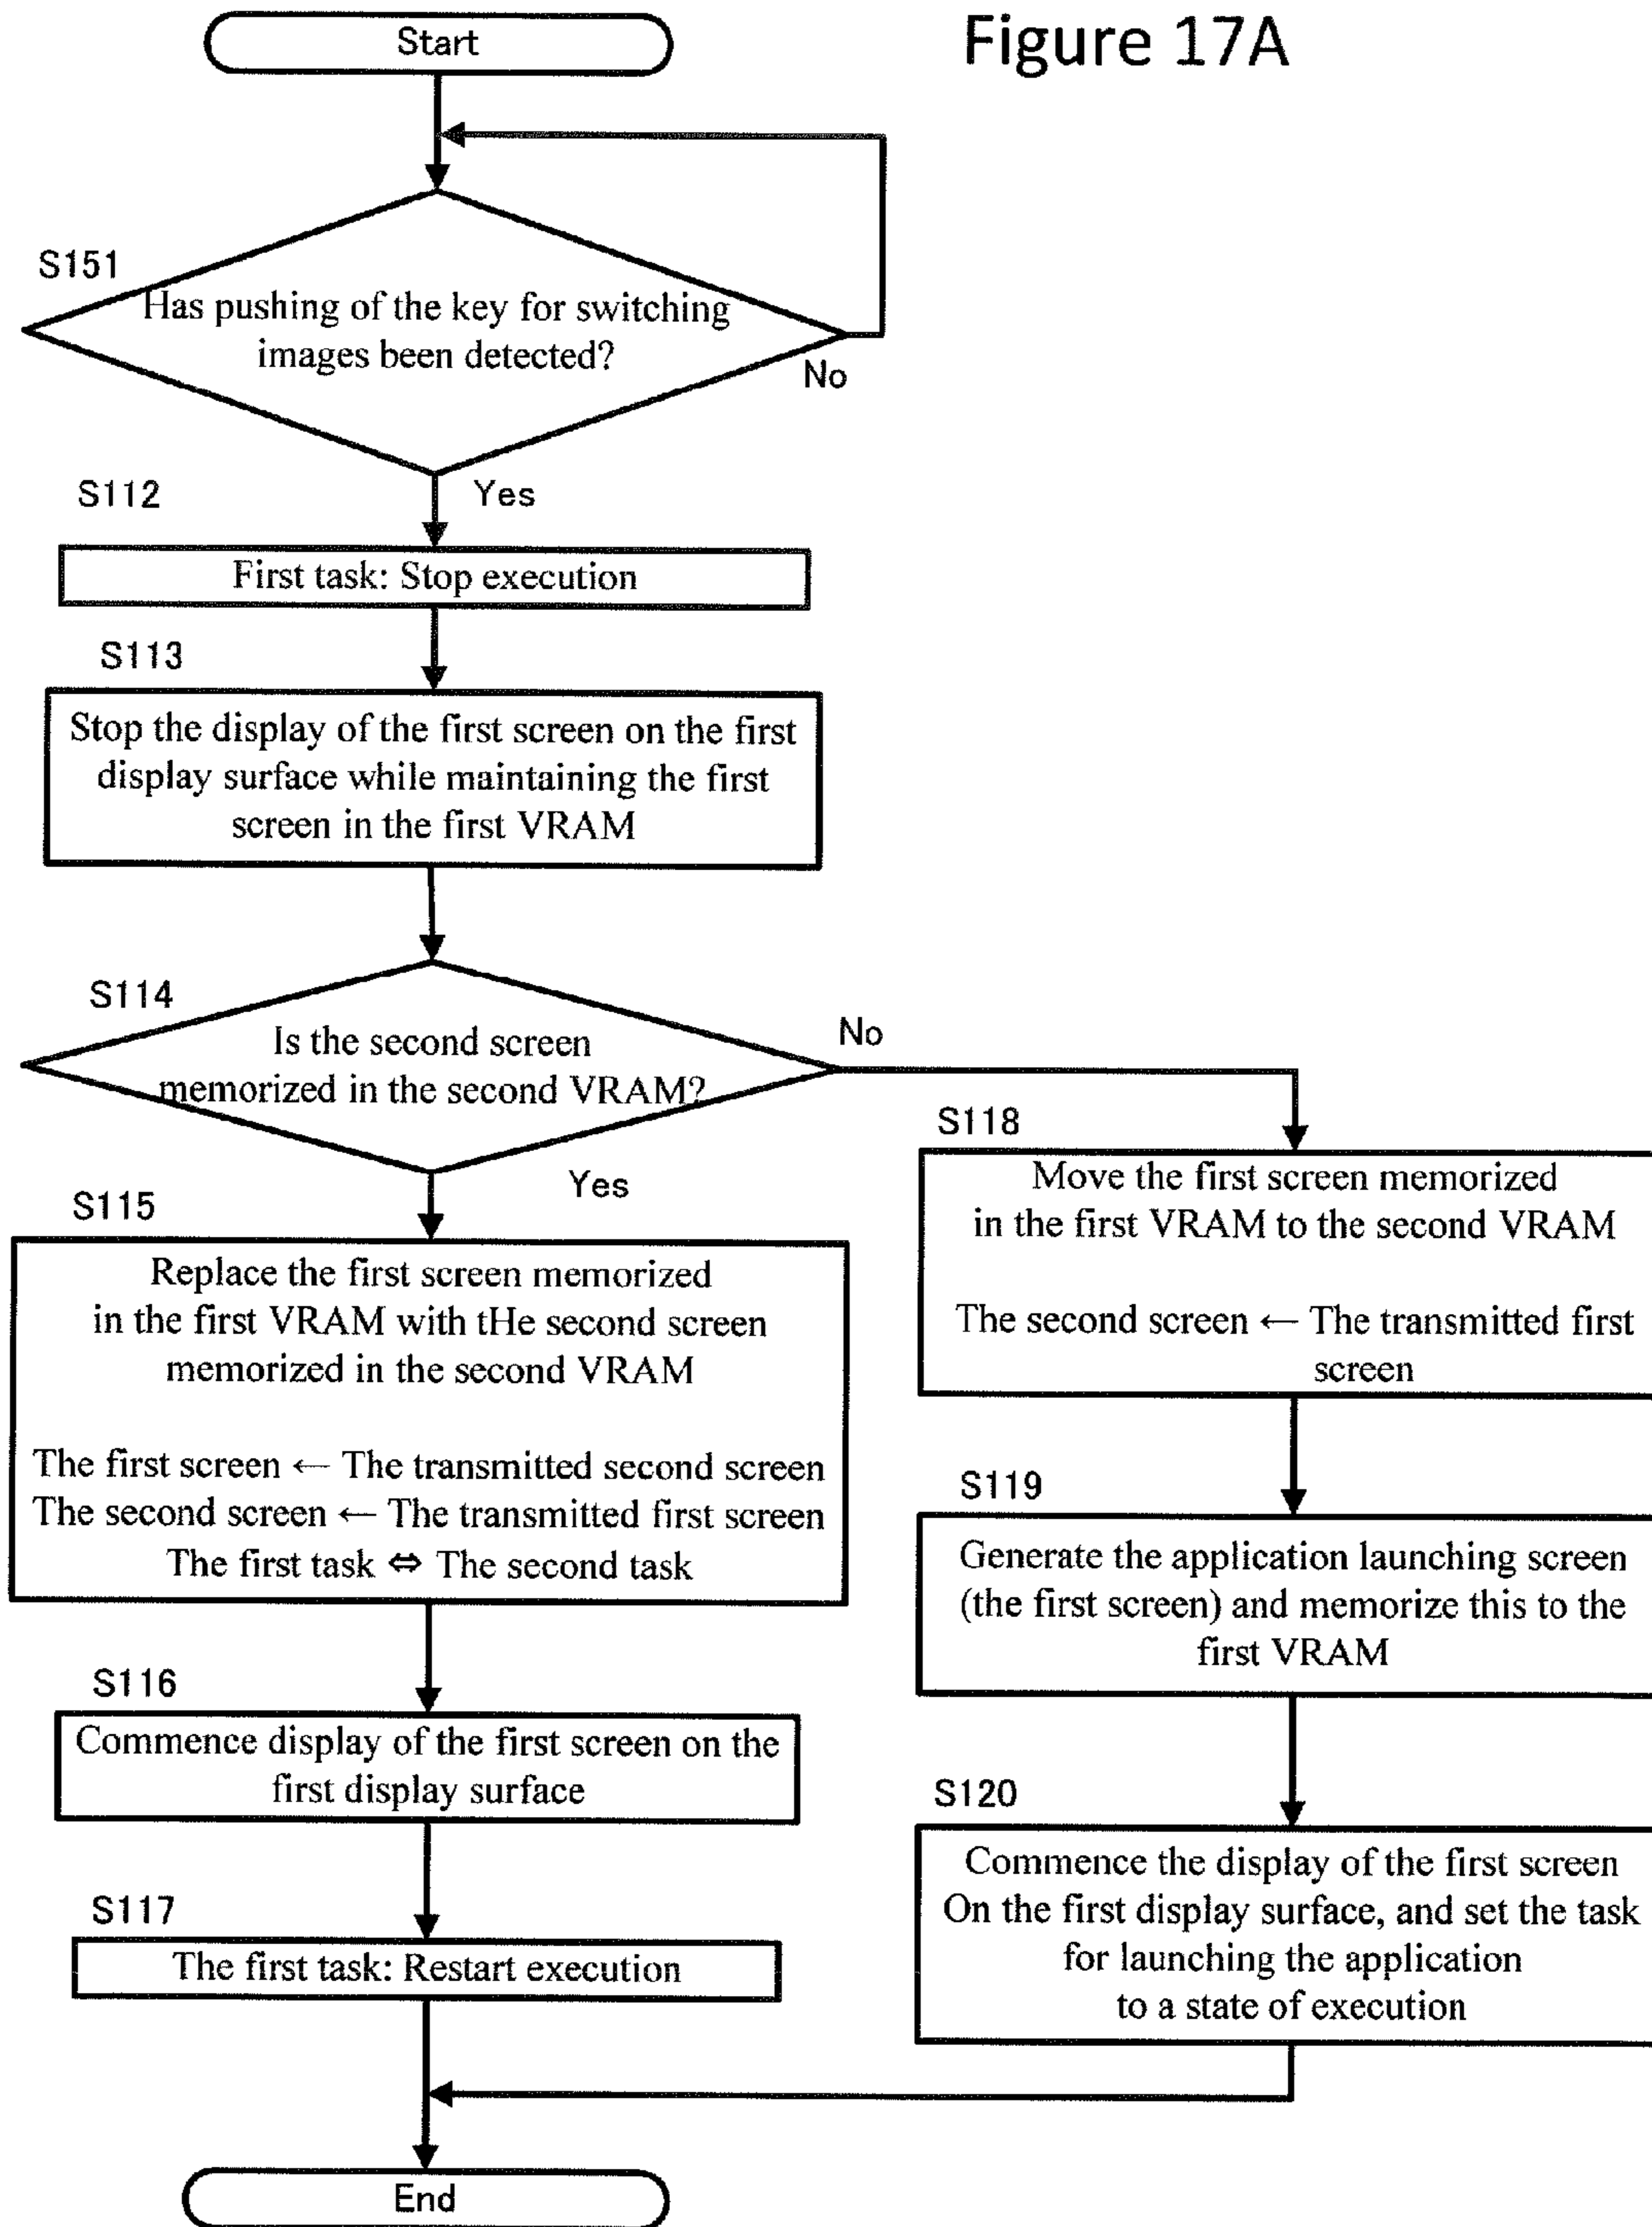 Figure 17A
Start
S151
Has pushing of the key for switching
images been detected?
No
Yes
S112
First task: Stop execution
S113
Stop the display of the first screen on the first
display surface while maintaining the first
screen in the first VRAM
S114
Is the second screen
memorized in the second VRAM?
No
Yes
S115
Replace the first screen memorized
in the first VRAM with tHe second screen
memorized in the second VRAM
The first screen ← The transmitted second screen
The second screen ← The transmitted first screen
The first task ⇔ The second task
S116
Commence display of the first screen on the
first display surface
S117
The first task: Restart execution
S118
Move the first screen memorized
in the first VRAM to the second VRAM
The second screen ← The transmitted first
screen
S119
Generate the application launching screen
(the first screen) and memorize this to the
first VRAM
S120
Commence the display of the first screen
On the first display surface, and set the task
for launching the application
to a state of execution
End